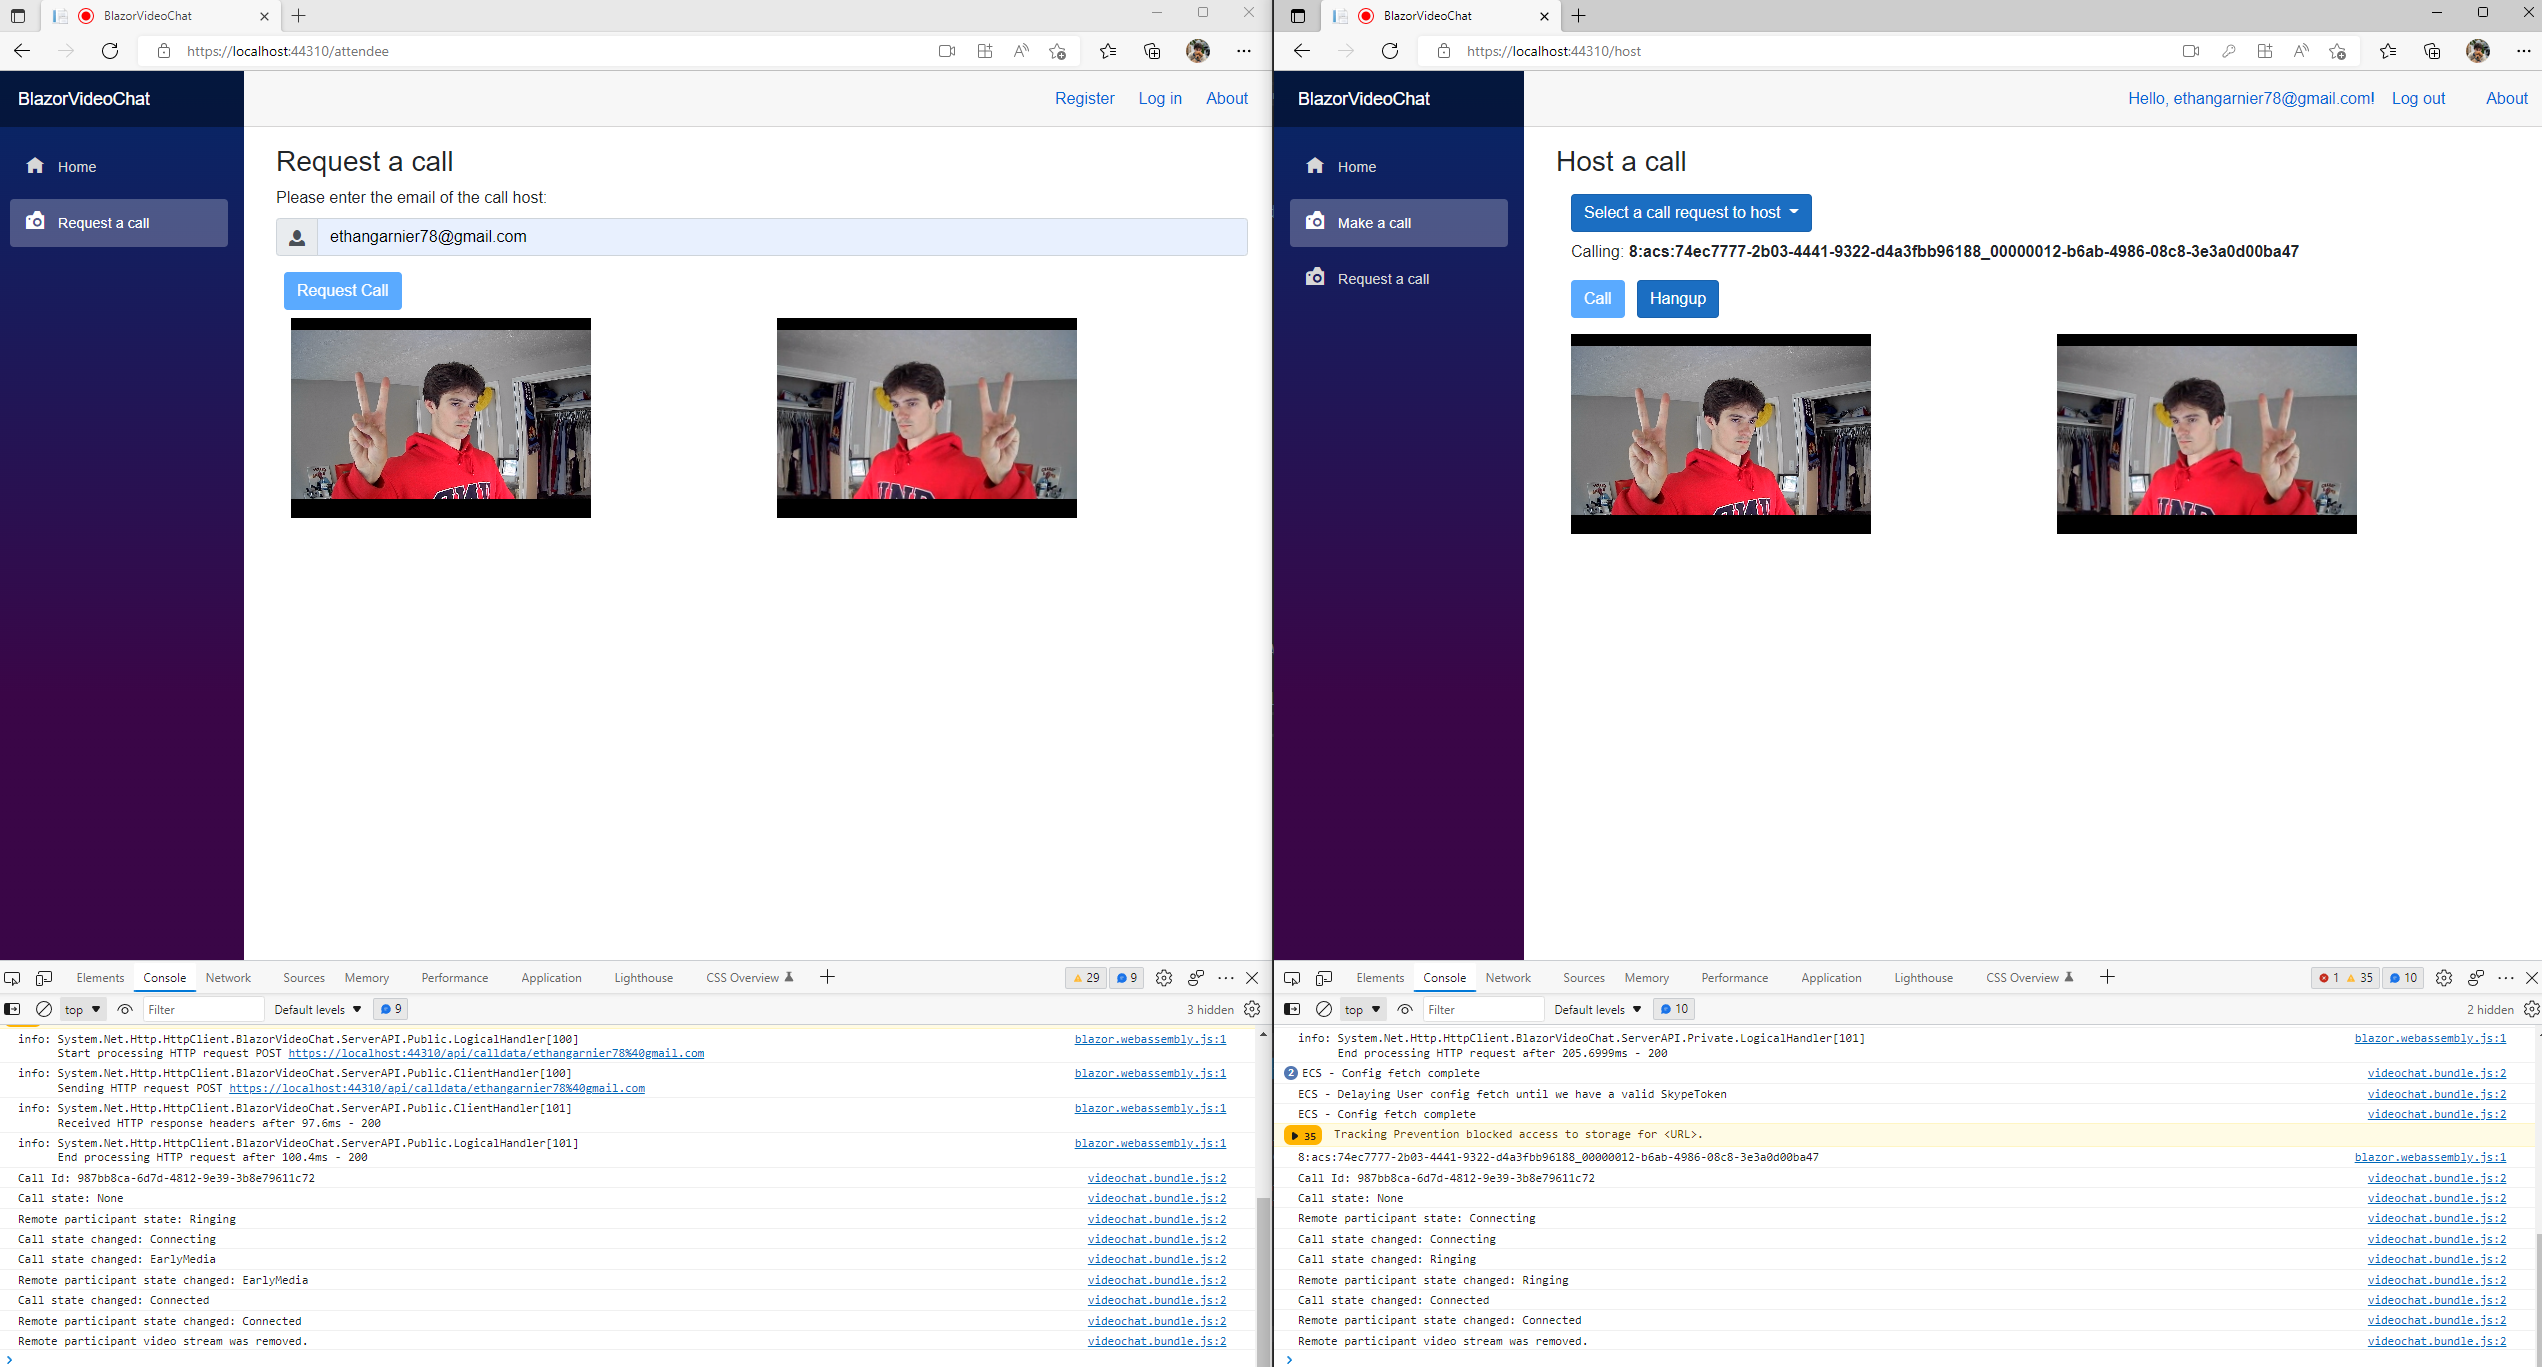 BlazorVideoChat
https://localhost:44310/attendee
BlazorVideoChat
Register Log in About
Home
Request a call
Request a call
Please enter the email of the call host:
ethangarnier78@gmail.com
Request Call
Elements Console Network Sources Memory Performance Application Lighthouse CSS Overview 29 9
top Filter Default levels 9 3 hidden
info: System.Net.Http.HttpClient.BlazorVideoChat.ServerAPI.Public.LogicalHandler[100] blazor.webassembly.js:1
Start processing HTTP request POST https://localhost:44310/api/calldata/ethangarnier78%40gmail.com
info: System.Net.Http.HttpClient.BlazorVideoChat.ServerAPI.Public.ClientHandler[100] blazor.webassembly.js:1
Sending HTTP request POST https://localhost:44310/api/calldata/ethangarnier78%40gmail.com
info: System.Net.Http.HttpClient.BlazorVideoChat.ServerAPI.Public.ClientHandler[101] blazor.webassembly.js:1
Received HTTP response headers after 97.6ms - 200
info: System.Net.Http.HttpClient.BlazorVideoChat.ServerAPI.Public.LogicalHandler[101] blazor.webassembly.js:1
End processing HTTP request after 100.4ms - 200
Call Id: 987bb8ca-6d7d-4812-9e39-3b8e79611c72 videochat.bundle.js:2
Call state: None videochat.bundle.js:2
Remote participant state: Ringing videochat.bundle.js:2
Call state changed: Connecting videochat.bundle.js:2
Call state changed: EarlyMedia videochat.bundle.js:2
Remote participant state changed: EarlyMedia videochat.bundle.js:2
Call state changed: Connected videochat.bundle.js:2
Remote participant state changed: Connected videochat.bundle.js:2
Remote participant video stream was removed. videochat.bundle.js:2
BlazorVideoChat
https://localhost:44310/host
BlazorVideoChat
Hello, ethangarnier78@gmail.com! Log out About
Home
Make a call
Request a call
Host a call
Select a call request to host
Calling: 8:acs:74ec7777-2b03-4441-9322-d4a3fbb96188_00000012-b6ab-4986-08c8-3e3a0d00ba47
Call Hangup
Elements Console Network Sources Memory Performance Application Lighthouse CSS Overview 1 35 10
top Filter Default levels 10 2 hidden
info: System.Net.Http.HttpClient.BlazorVideoChat.ServerAPI.Private.LogicalHandler[101] blazor.webassembly.js:1
End processing HTTP request after 205.6999ms - 200
2 ECS - Config fetch complete videochat.bundle.js:2
ECS - Delaying User config fetch until we have a valid SkypeToken videochat.bundle.js:2
ECS - Config fetch complete videochat.bundle.js:2
35 Tracking Prevention blocked access to storage for <URL>.
8:acs:74ec7777-2b03-4441-9322-d4a3fbb96188_00000012-b6ab-4986-08c8-3e3a0d00ba47 blazor.webassembly.js:1
Call Id: 987bb8ca-6d7d-4812-9e39-3b8e79611c72 videochat.bundle.js:2
Call state: None videochat.bundle.js:2
Remote participant state: Connecting videochat.bundle.js:2
Call state changed: Connecting videochat.bundle.js:2
Call state changed: Ringing videochat.bundle.js:2
Remote participant state changed: Ringing videochat.bundle.js:2
Call state changed: Connected videochat.bundle.js:2
Remote participant state changed: Connected videochat.bundle.js:2
Remote participant video stream was removed. videochat.bundle.js:2